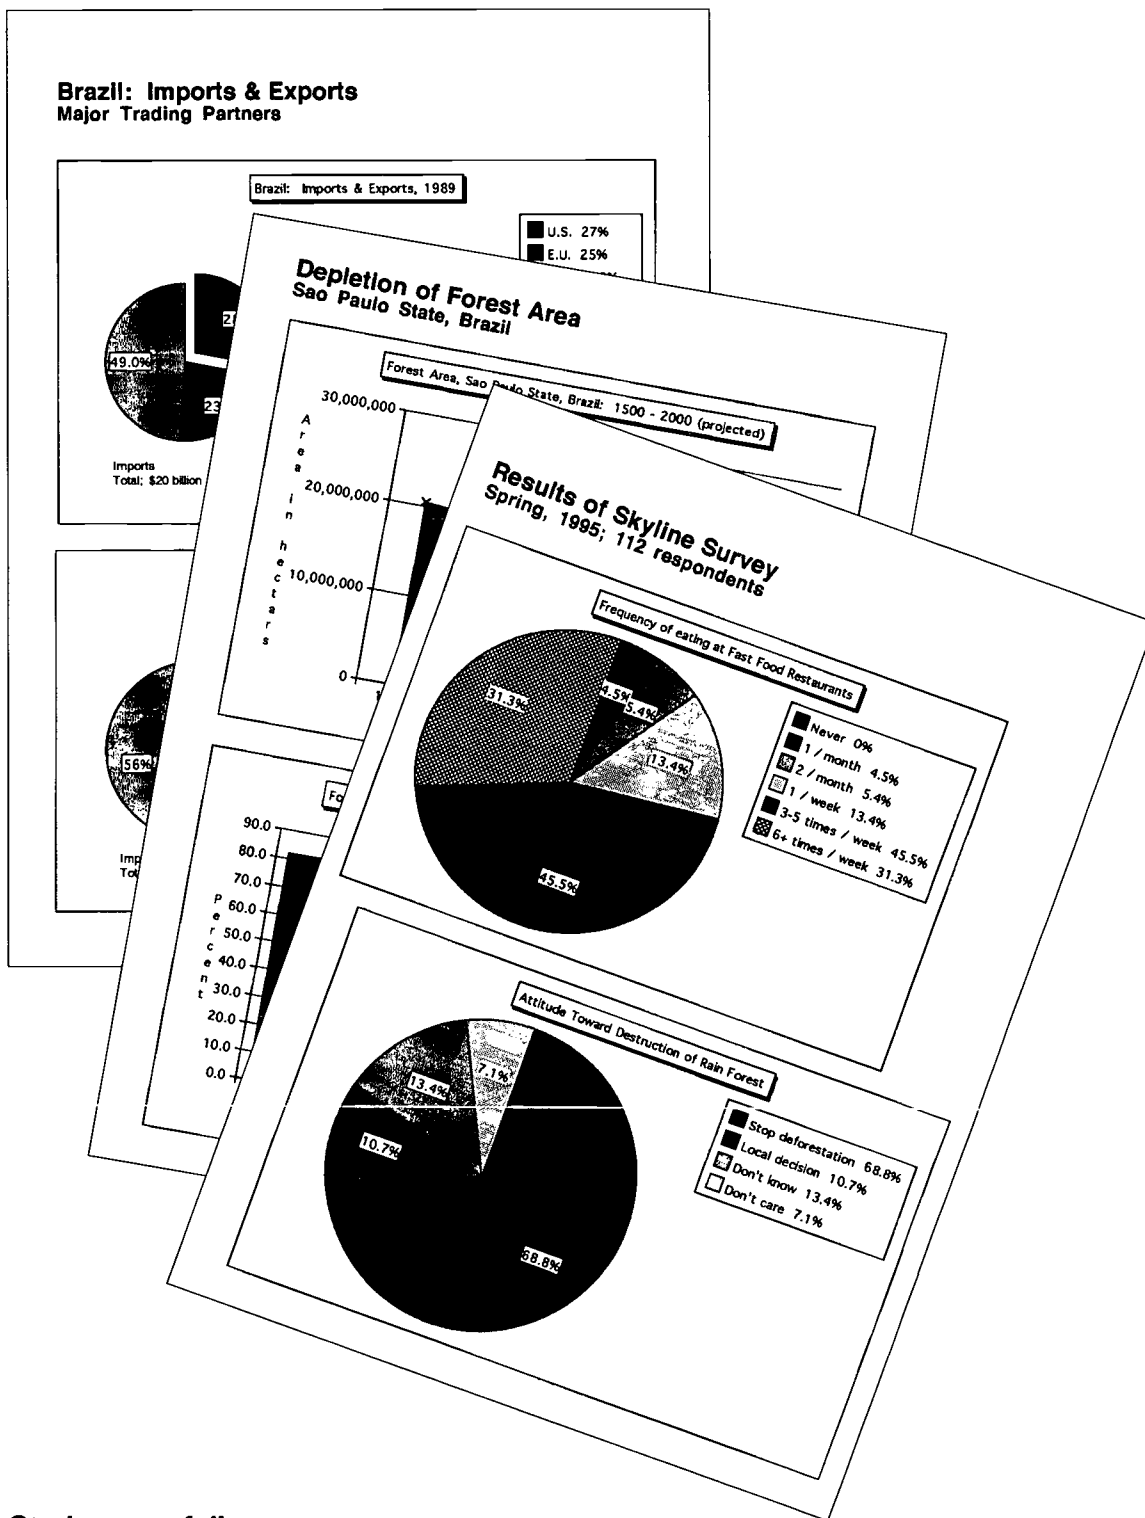 Brazil: Imports & Exports
Major Trading Partners
Brazil: Imports & Exports, 1989
U.S. 27%
E.U. 25%
49.0%
Imports
Total; $20 billion
56%
Depletion of Forest Area
Sao Paulo State, Brazil
Forest Area, Sao Paulo State, Brazil: 1500 - 2000 (projected)
Area in hectars
30,000,000
20,000,000
10,000,000
0
Percent
90.0
80.0
70.0
60.0
50.0
40.0
30.0
20.0
10.0
0.0
Results of Skyline Survey
Spring, 1995; 112 respondents
Frequency of eating at Fast Food Restaurants
31.3%
4.5%
5.4%
13.4%
45.5%
Never 0%
1 / month 4.5%
2 / month 5.4%
1 / week 13.4%
3-5 times / week 45.5%
6+ times / week 31.3%
Attitude Toward Destruction of Rain Forest
7.1%
13.4%
10.7%
68.8%
Stop deforestation 68.8%
Local decision 10.7%
Don't know 13.4%
Don't care 7.1%